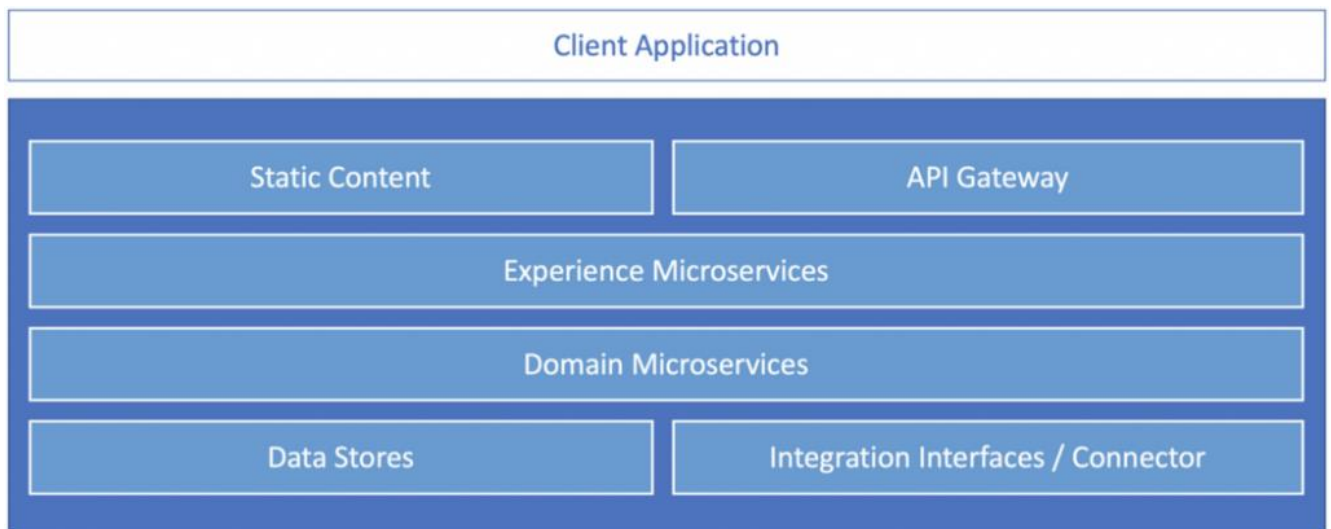 Client Application
Static Content
API Gateway
Experience Microservices
Domain Microservices
Data Stores
Integration Interfaces / Connector